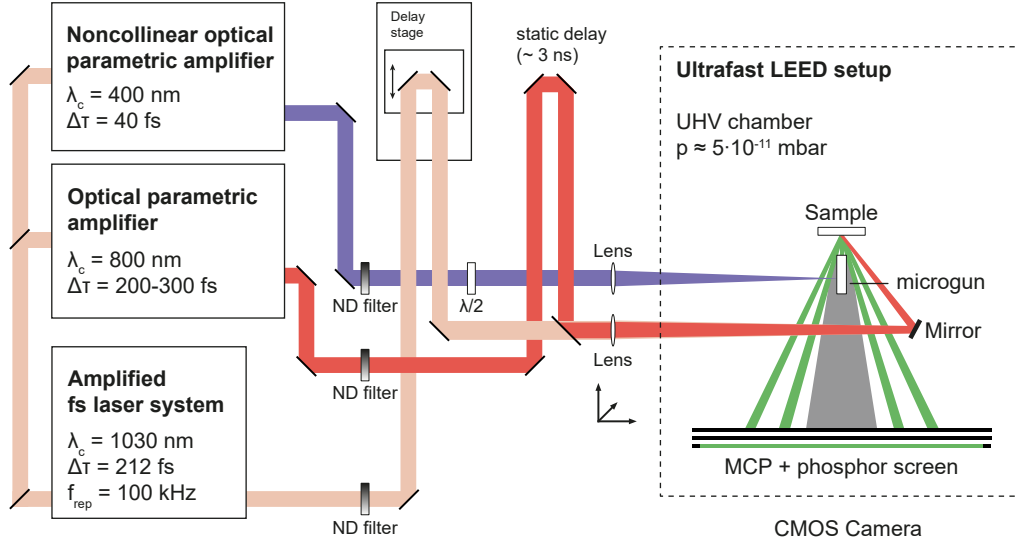 Noncollinear optical
parametric amplifier
λc = 400 nm
Δτ = 40 fs
Optical parametric
amplifier
λc = 800 nm
Δτ = 200-300 fs
Amplified
fs laser system
λc = 1030 nm
Δτ = 212 fs
frep = 100 kHz
Delay
stage
static delay
(~ 3 ns)
ND filter
λ/2
Lens
ND filter
Lens
ND filter
Ultrafast LEED setup
UHV chamber
p ≈ 5·10⁻¹¹ mbar
Sample
microgun
Mirror
MCP + phosphor screen
CMOS Camera